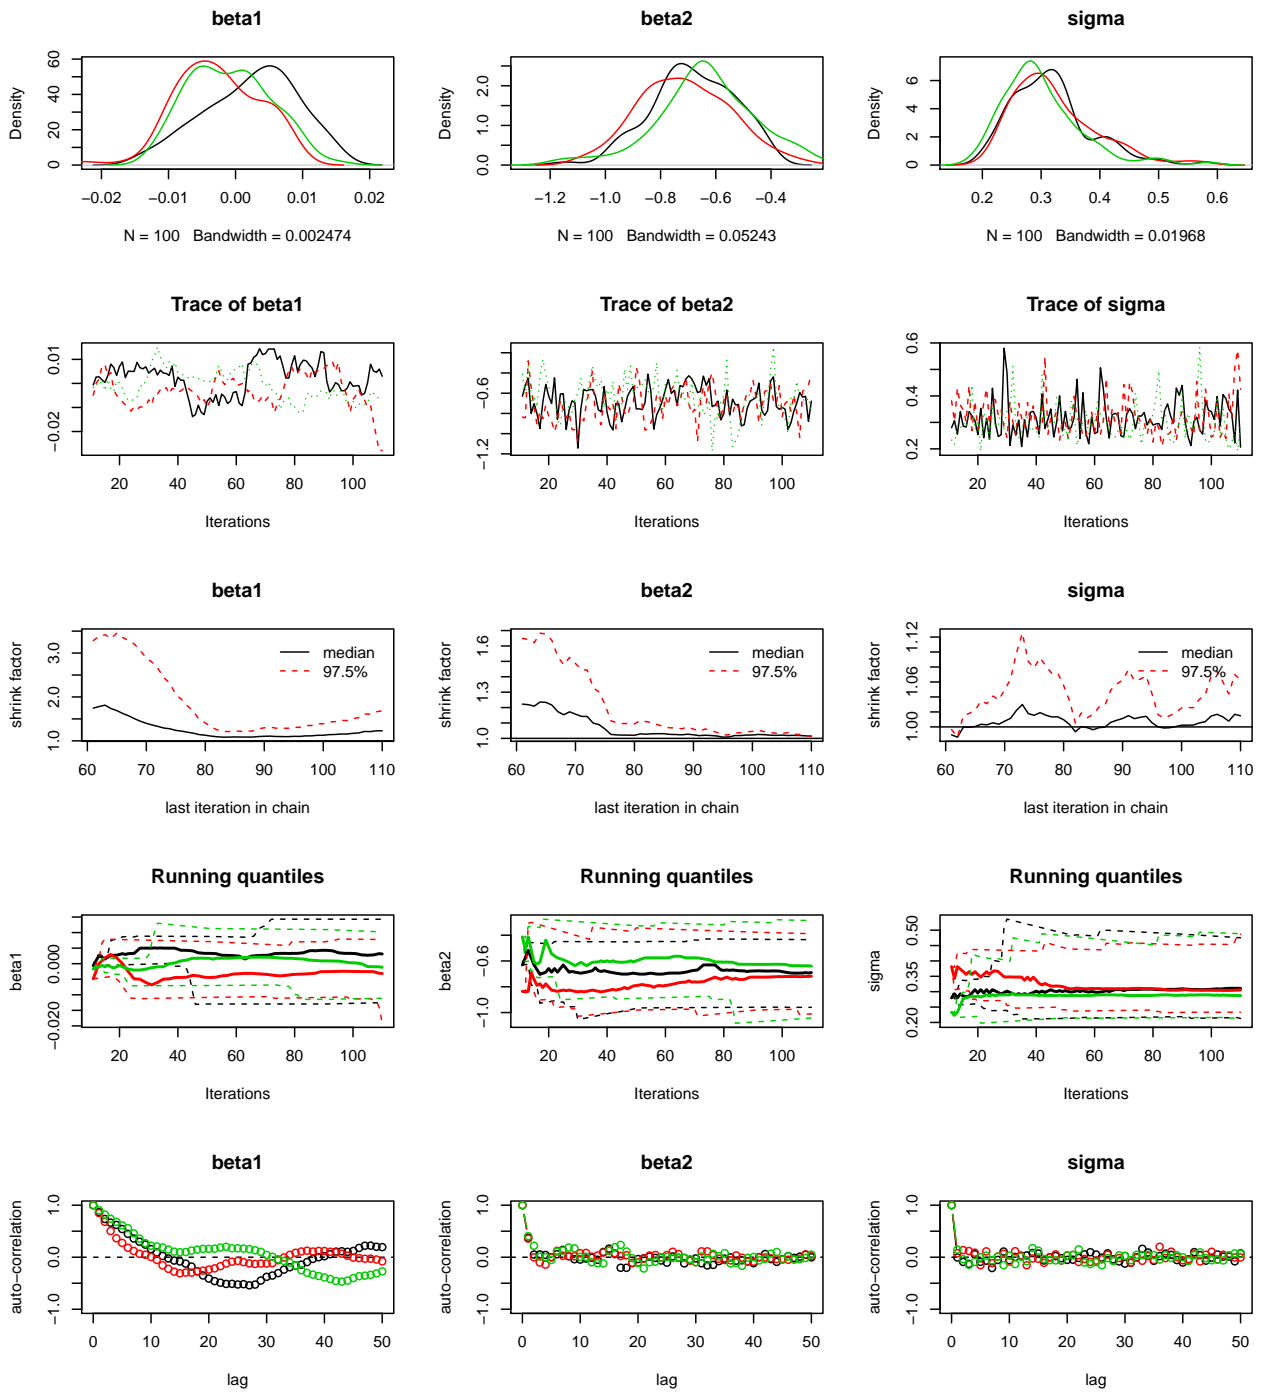 beta1 beta2 sigma
Density 0 20 40 60
−0.02 −0.01 0.00 0.01 0.02
N = 100 Bandwidth = 0.002474
Density 0.0 1.0 2.0
−1.2 −1.0 −0.8 −0.6 −0.4
N = 100 Bandwidth = 0.05243
Density 0 2 4 6
0.2 0.3 0.4 0.5 0.6
N = 100 Bandwidth = 0.01968
Trace of beta1 Trace of beta2 Trace of sigma
−0.02 0.01
20 40 60 80 100
Iterations
−1.2 −0.6
20 40 60 80 100
Iterations
0.2 0.4 0.6
20 40 60 80 100
Iterations
beta1 beta2 sigma
shrink factor 1.0 2.0 3.0
median
97.5%
60 70 80 90 100 110
last iteration in chain
shrink factor 1.0 1.3 1.6
median
97.5%
60 70 80 90 100 110
last iteration in chain
shrink factor 1.00 1.06 1.12
median
97.5%
60 70 80 90 100 110
last iteration in chain
Running quantiles Running quantiles Running quantiles
beta1 −0.020 0.000
20 40 60 80 100
Iterations
beta2 −1.0 −0.6
20 40 60 80 100
Iterations
sigma 0.20 0.35 0.50
20 40 60 80 100
Iterations
beta1 beta2 sigma
auto−correlation −1.0 0.0 1.0
0 10 20 30 40 50
lag
auto−correlation −1.0 0.0 1.0
0 10 20 30 40 50
lag
auto−correlation −1.0 0.0 1.0
0 10 20 30 40 50
lag